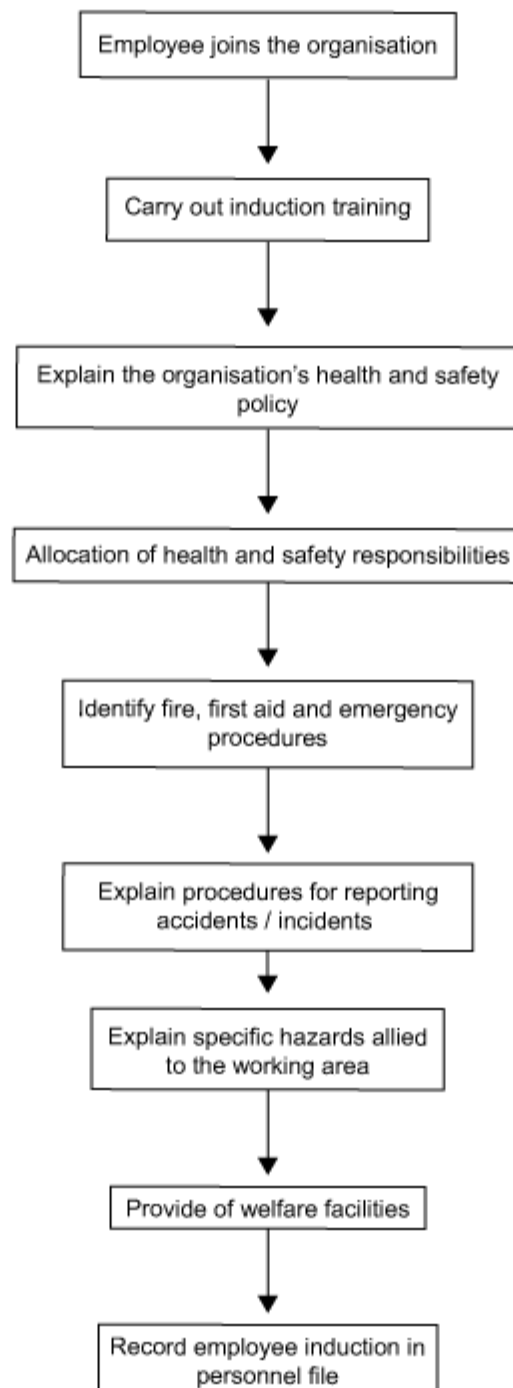 Employee joins the organisation
Carry out induction training
Explain the organisation's health and safety
policy
Allocation of health and safety responsibilities
Identify fire, first aid and emergency
procedures
Explain procedures for reporting
accidents / incidents
Explain specific hazards allied
to the working area
Provide of welfare facilities
Record employee induction in
personnel file